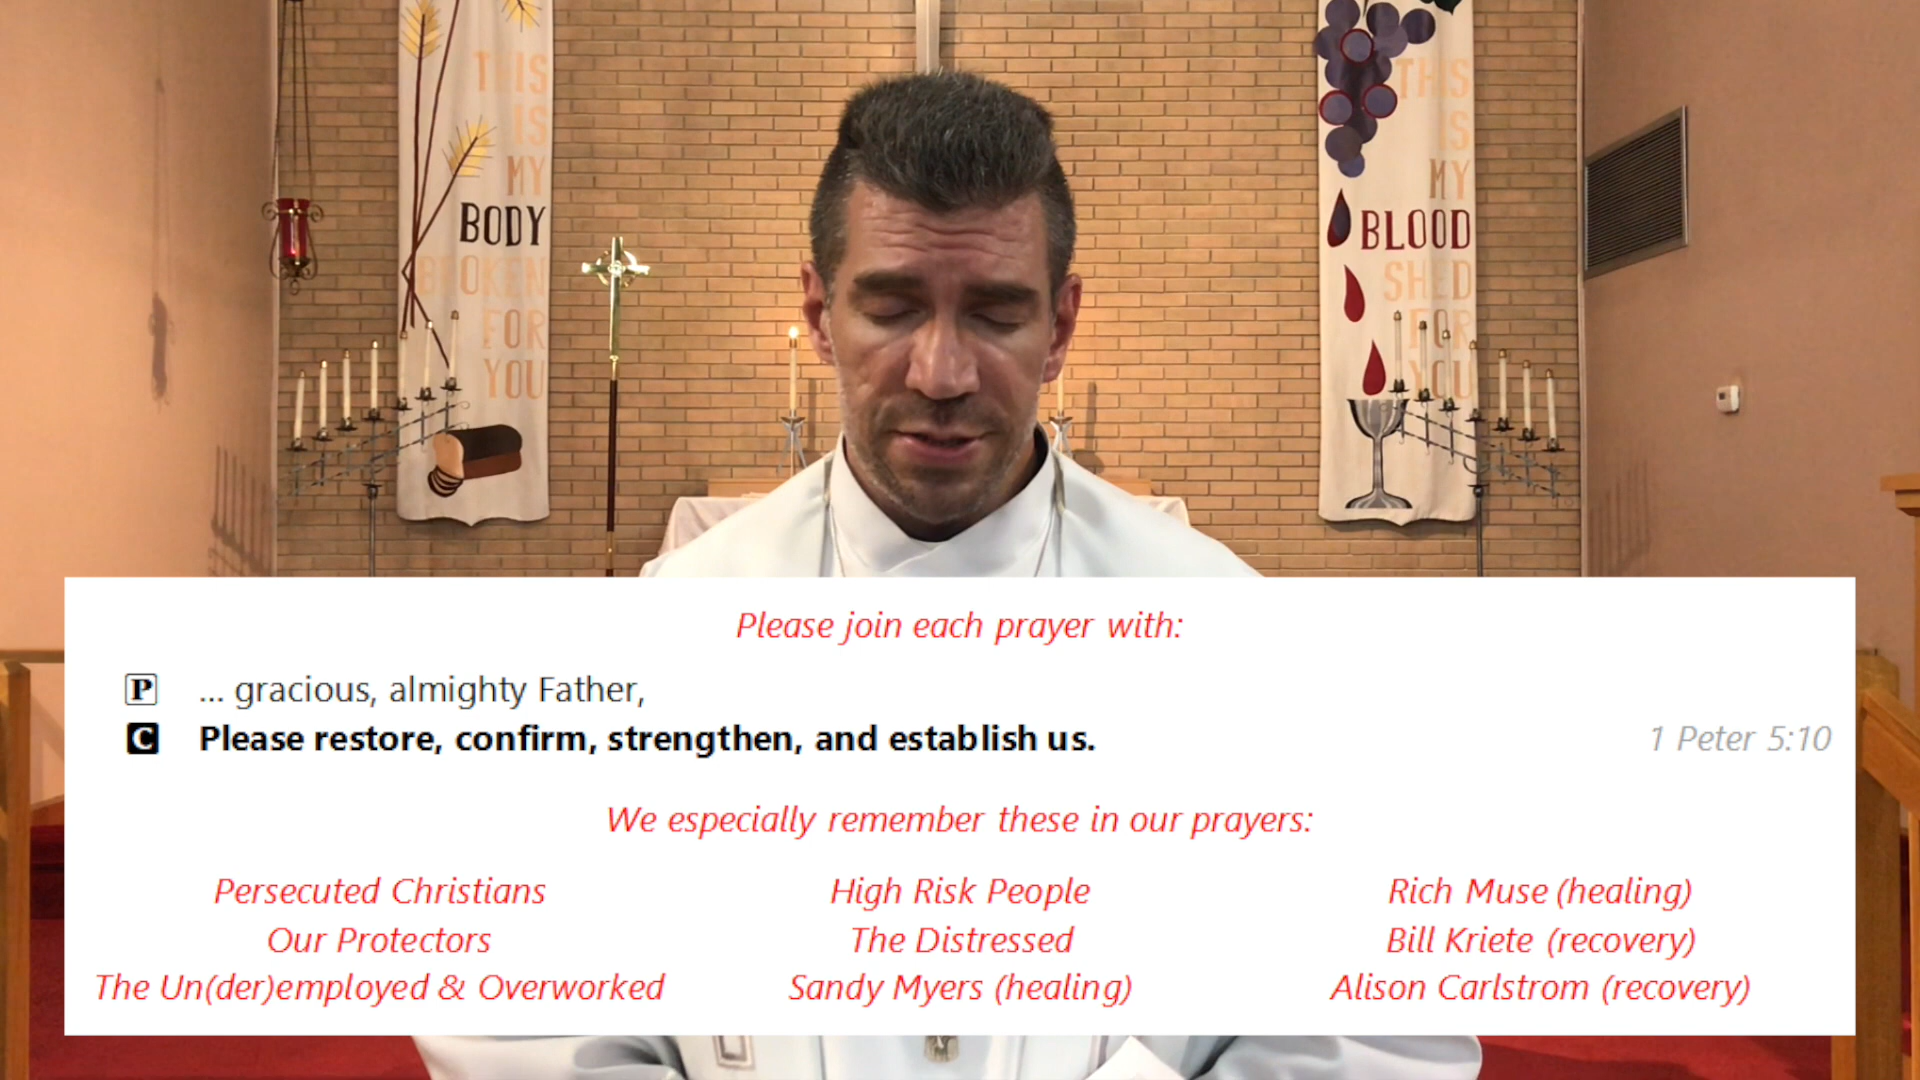 THIS
IS
MY
BODY
BROKEN
FOR
YOU
THIS
IS
MY
BLOOD
SHED
FOR
YOU
Please join each prayer with:
P ... gracious, almighty Father,
C Please restore, confirm, strengthen, and establish us. 1 Peter 5:10
We especially remember these in our prayers:
Persecuted Christians High Risk People Rich Muse (healing)
Our Protectors The Distressed Bill Kriete (recovery)
The Un(der)employed & Overworked Sandy Myers (healing) Alison Carlstrom (recovery)